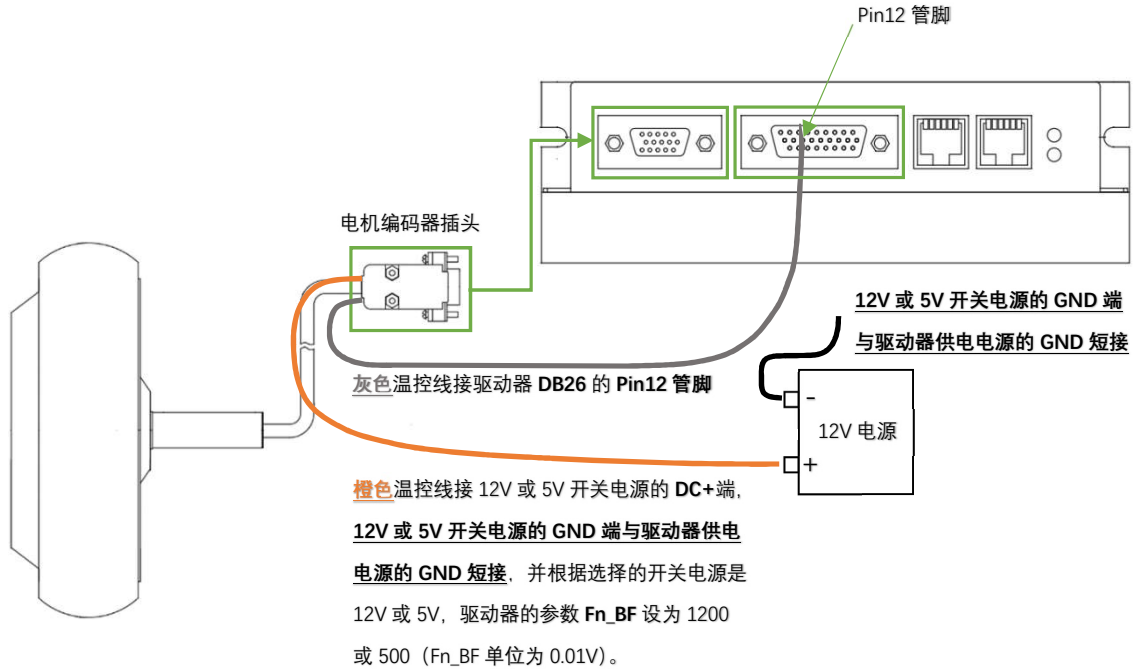 Pin12 管脚
电机编码器插头
12V 或 5V 开关电源的 GND 端
与驱动器供电电源的 GND 短接
灰色温控线接驱动器 DB26 的 Pin12 管脚
-
12V 电源
+
橙色温控线接 12V 或 5V 开关电源的 DC+端，
12V 或 5V 开关电源的 GND 端与驱动器供电
电源的 GND 短接，并根据选择的开关电源是
12V 或 5V，驱动器的参数 Fn_BF 设为 1200
或 500（Fn_BF 单位为 0.01V）。